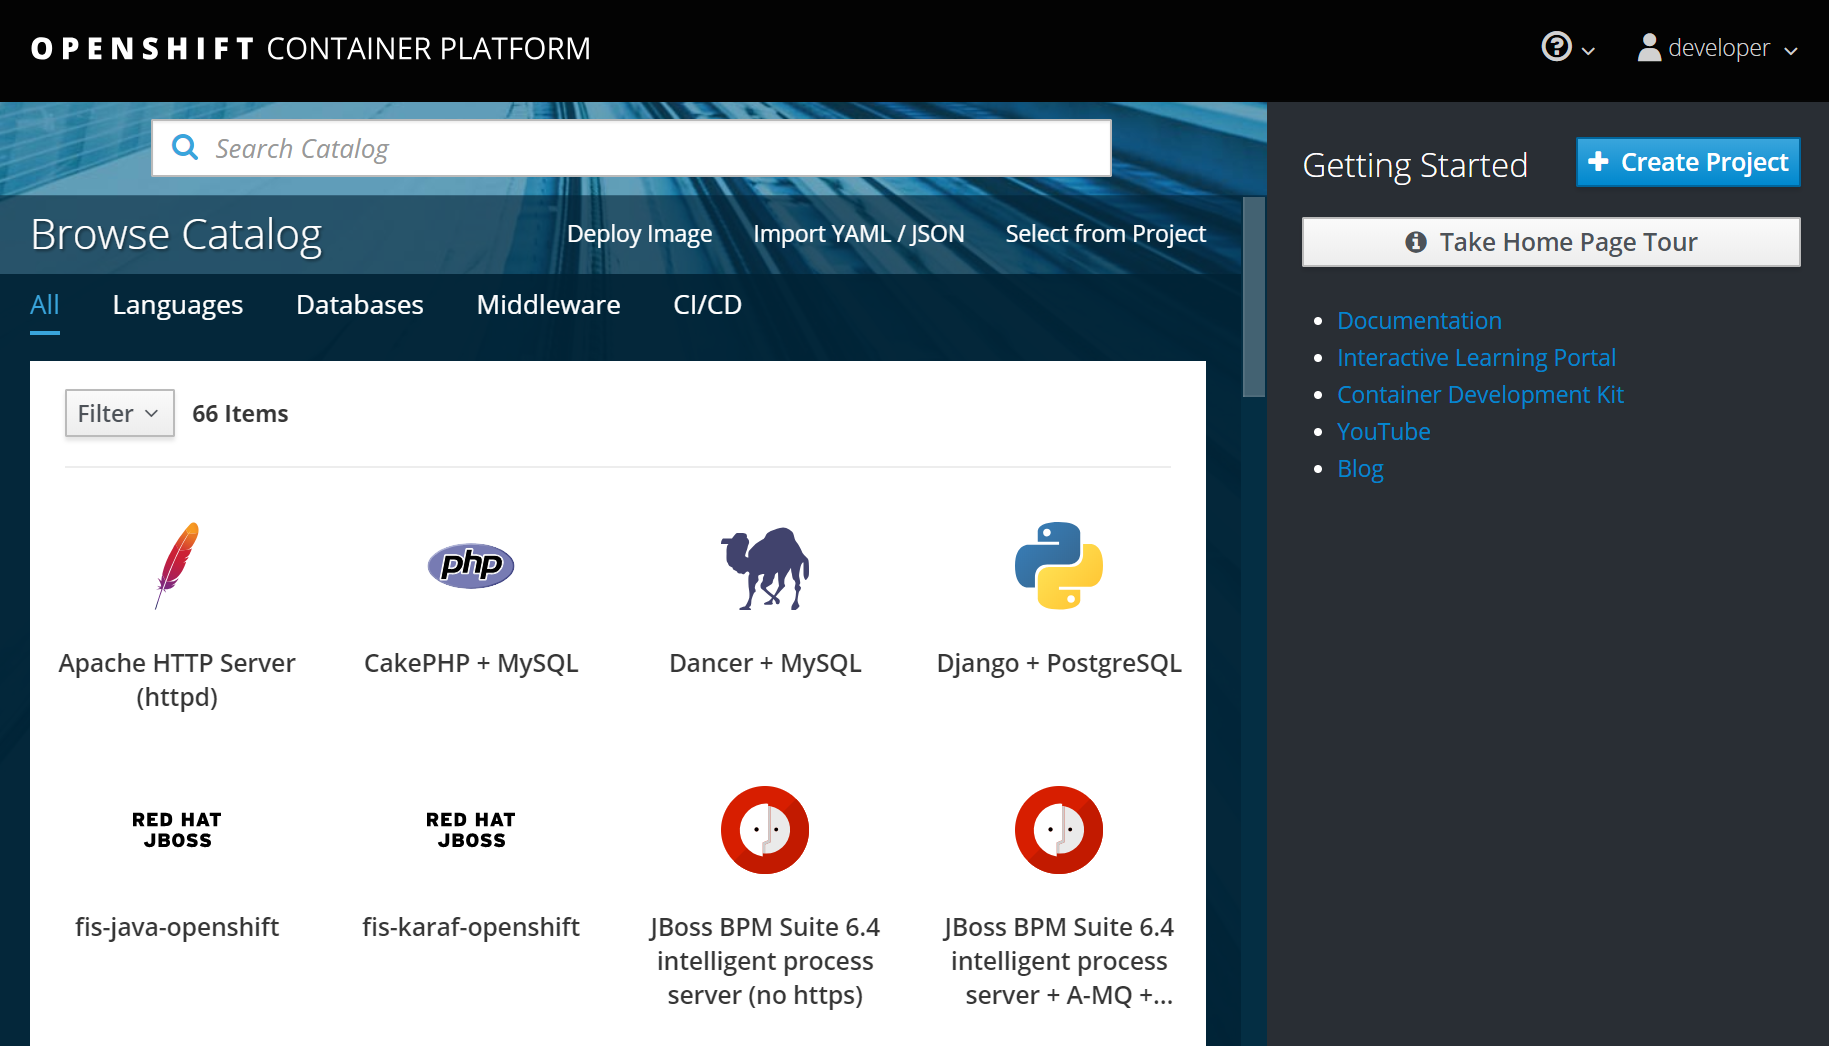 OPENSHIFT CONTAINER PLATFORM
developer
Search Catalog
Getting Started
Create Project
Browse Catalog
Deploy Image Import YAML / JSON Select from Project
Take Home Page Tour
All Languages Databases Middleware CI/CD
Documentation
Interactive Learning Portal
Container Development Kit
YouTube
Blog
Filter 66 Items
php
Apache HTTP Server
(httpd)
CakePHP + MySQL
Dancer + MySQL
Django + PostgreSQL
RED HAT
JBOSS
fis-java-openshift
RED HAT
JBOSS
fis-karaf-openshift
JBoss BPM Suite 6.4
intelligent process
server (no https)
JBoss BPM Suite 6.4
intelligent process
server + A-MQ +...